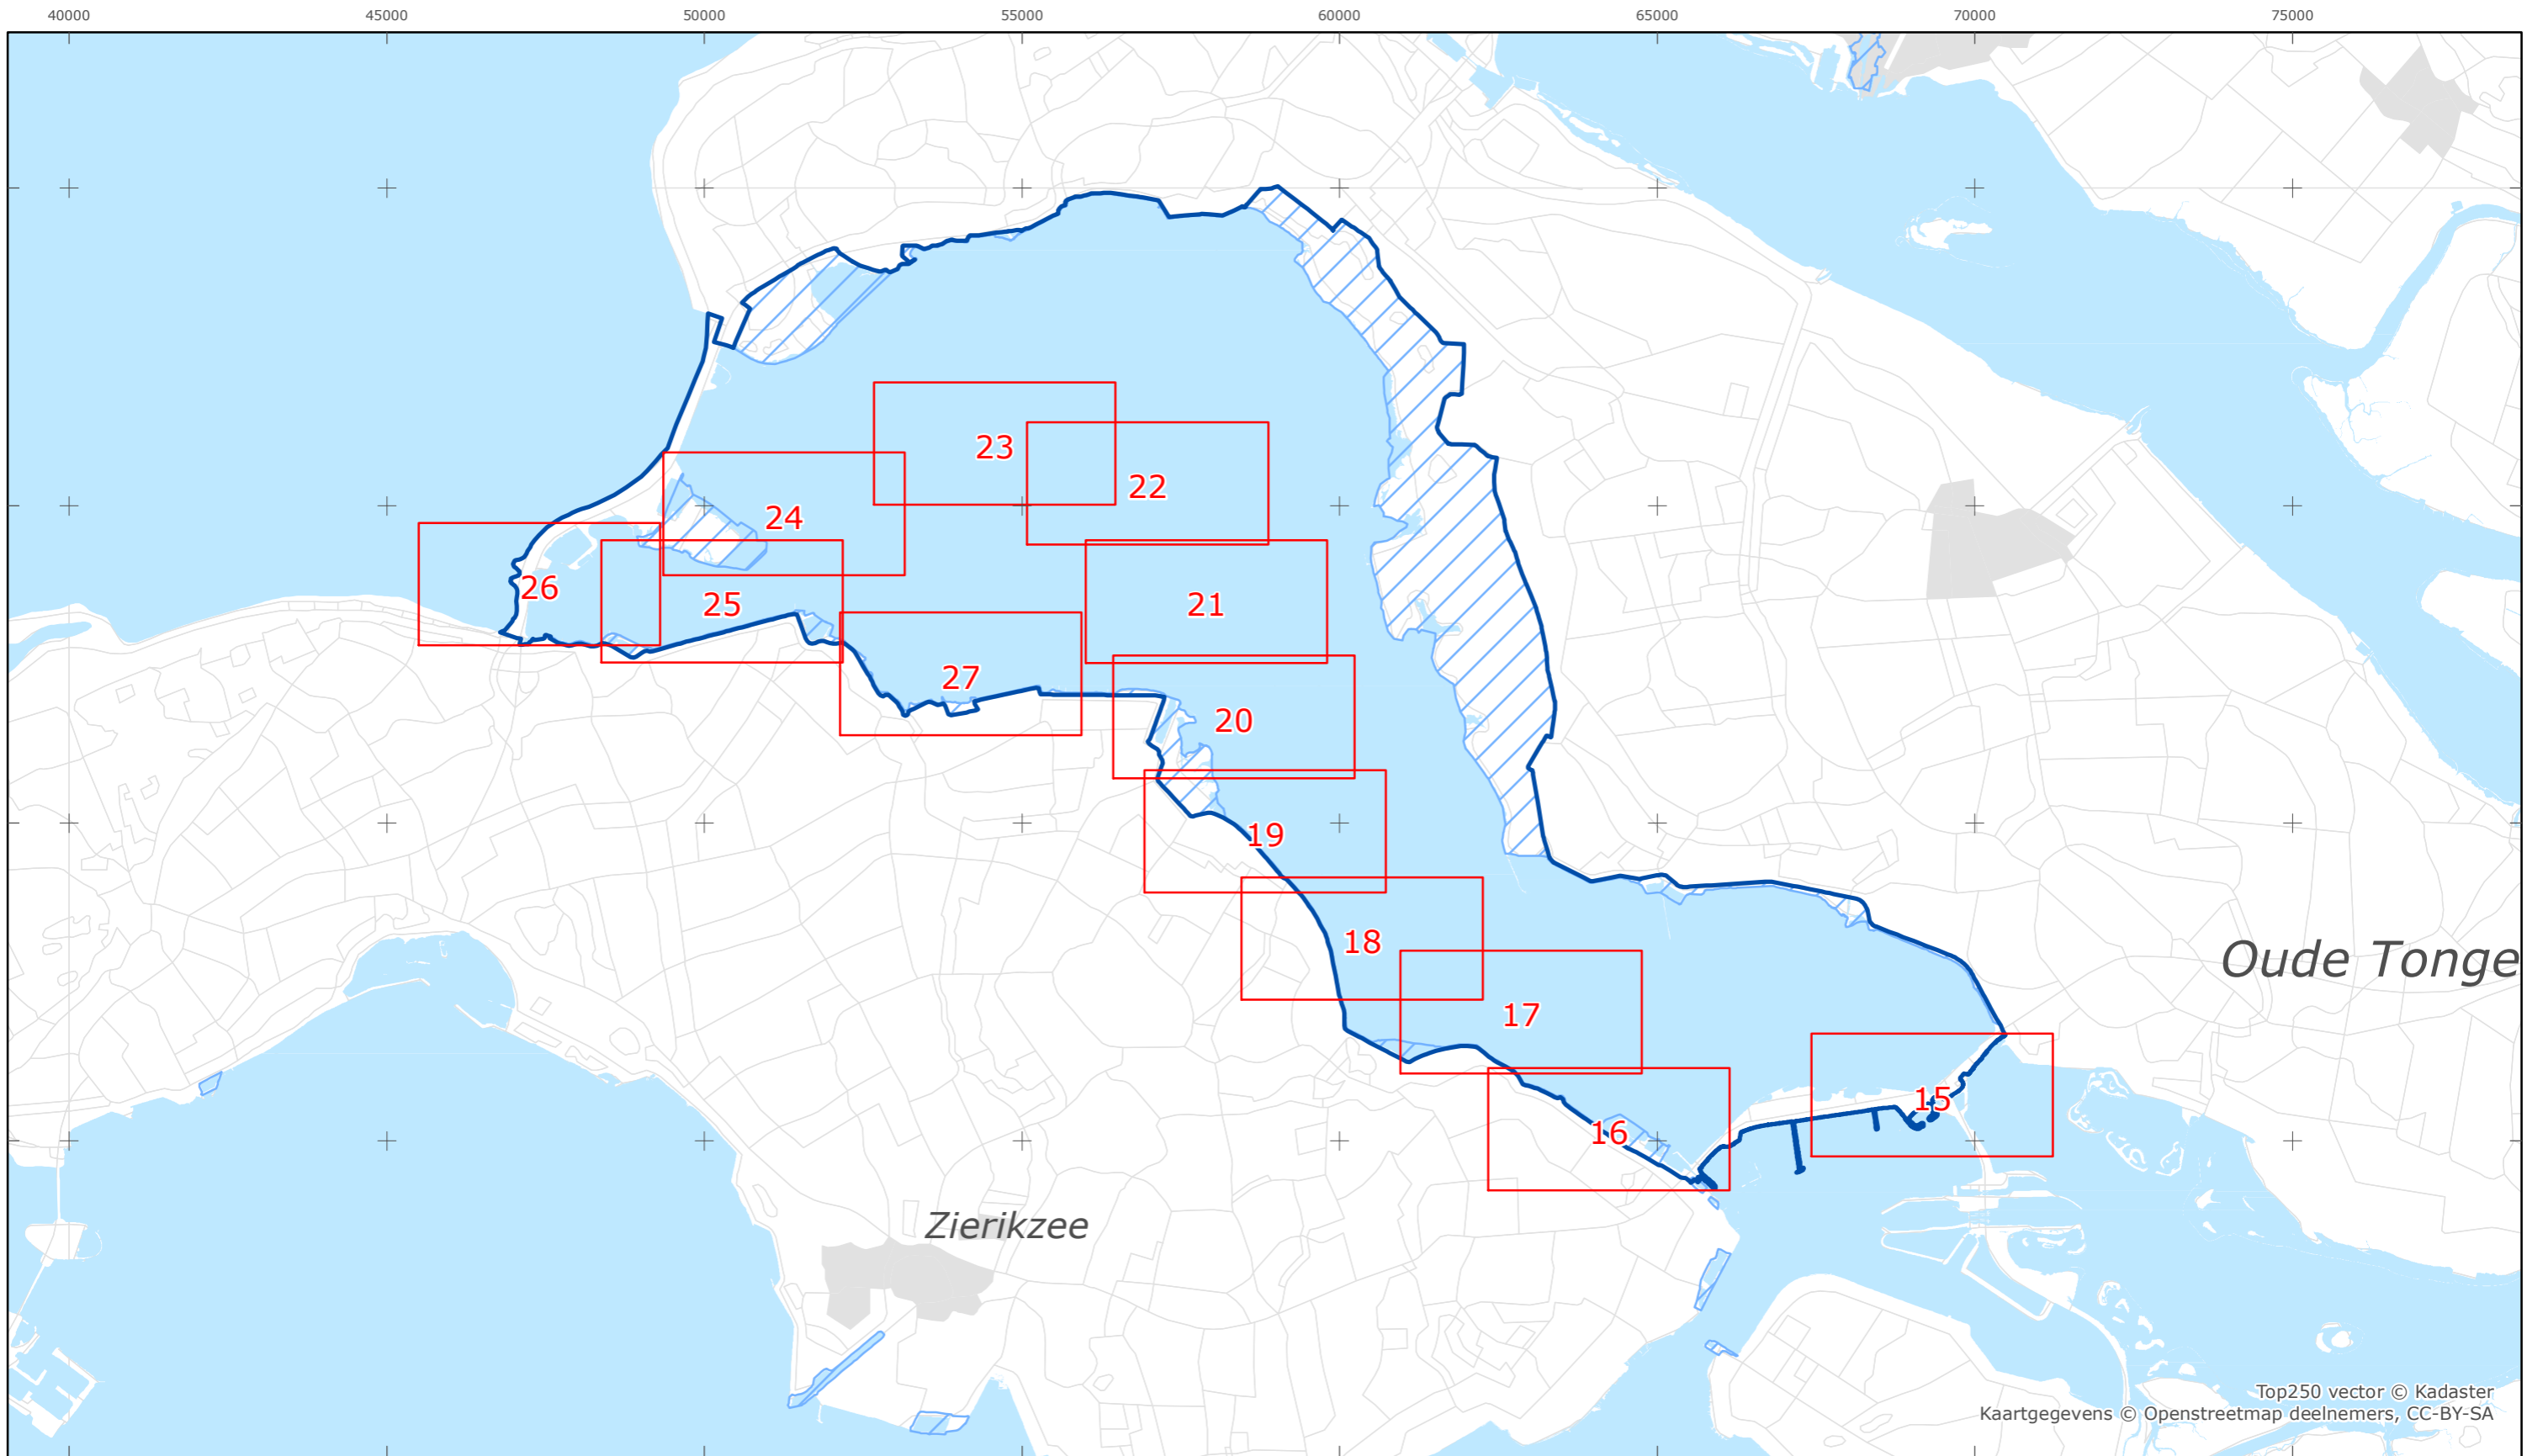 40000 45000 50000 55000 60000 65000 70000 75000
23
22
24
26
25
21
27
20
19
18
Oude Tonge
17
15
16
Zierikzee
Top250 vector © Kadaster
Kaartgegevens © Openstreetmap deelnemers, CC-BY-SA